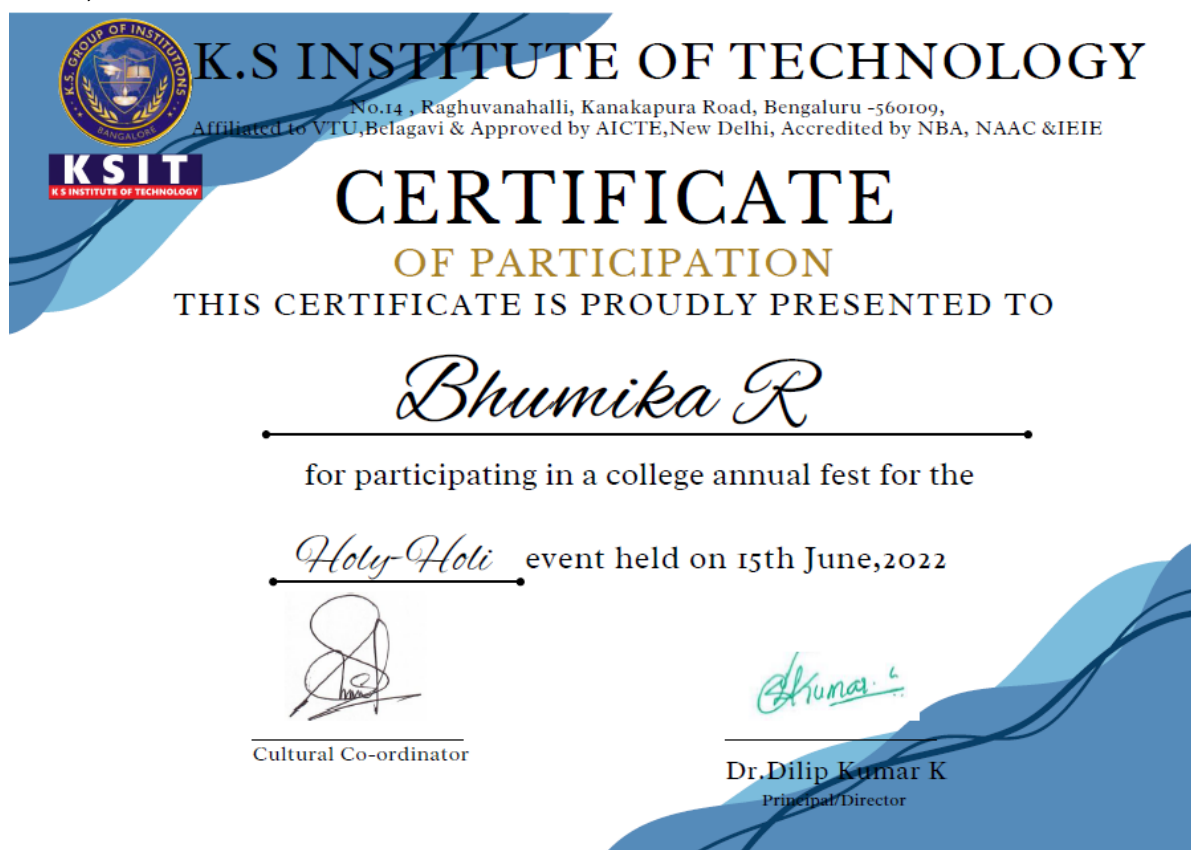 K.S. GROUP OF INSTITUTIONS
BANGALORE
KSIT
K S INSTITUTE OF TECHNOLOGY
K.S INSTITUTE OF TECHNOLOGY
No.14 , Raghuvanahalli, Kanakapura Road, Bengaluru -560109,
Affiliated to VTU,Belagavi & Approved by AICTE,New Delhi, Accredited by NBA, NAAC &IEIE
CERTIFICATE
OF PARTICIPATION
THIS CERTIFICATE IS PROUDLY PRESENTED TO
Bhumika R
for participating in a college annual fest for the
Holy-Holi event held on 15th June,2022
Kumar
Cultural Co-ordinator
Dr.Dilip Kumar K
Principal/Director